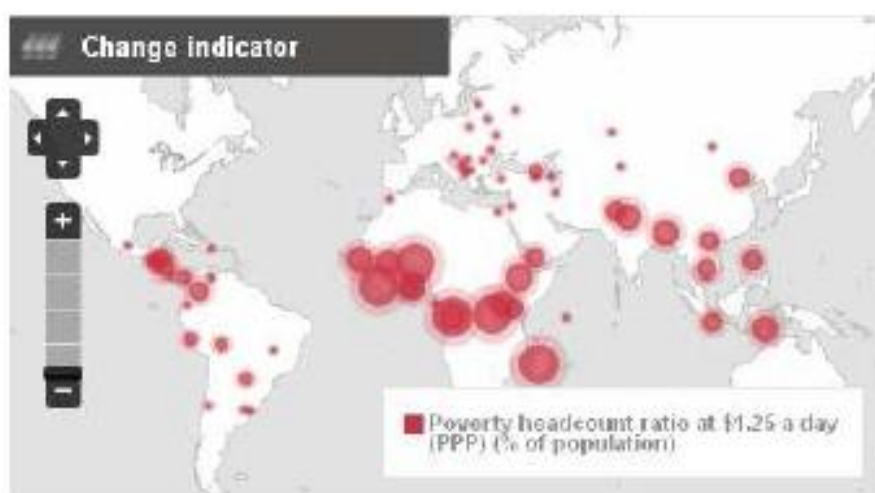 Change indicator
+
−
Poverty headcount ratio at $1.25 a day
(PPP) (% of population)